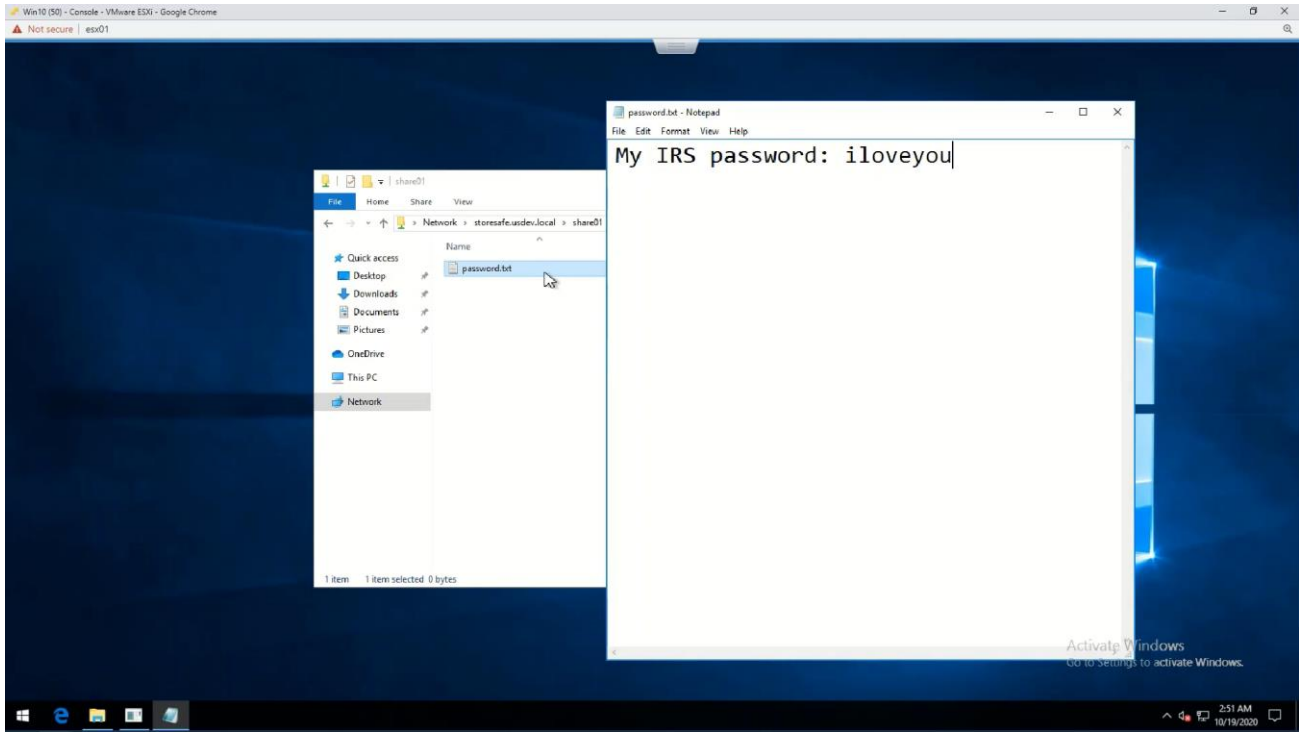 Win10 (50) - Console - VMware ESXi - Google Chrome
Not secure | esx01
password.txt - Notepad
File Edit Format View Help
My IRS password: iloveyou
share01
File Home Share View
Network > storesafe.usdev.local > share01
Name
Quick access
password.txt
Desktop
Downloads
Documents
Pictures
OneDrive
This PC
Network
1 item 1 item selected 0 bytes
Activate Windows
Go to Settings to activate Windows.
2:51 AM
10/19/2020